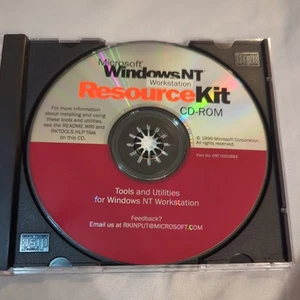 Microsoft
Windows NT
Workstation
Resource Kit
CD-ROM
For more information
about installing and using
these tools and utilities,
see the README.WRI and
RKTOOLS.HLP files
on this CD.
© 1996 Microsoft Corporation.
All rights reserved.
Part No.
Tools and Utilities
for Windows NT Workstation
Feedback?
Email us at RKINPUT@MICROSOFT.COM